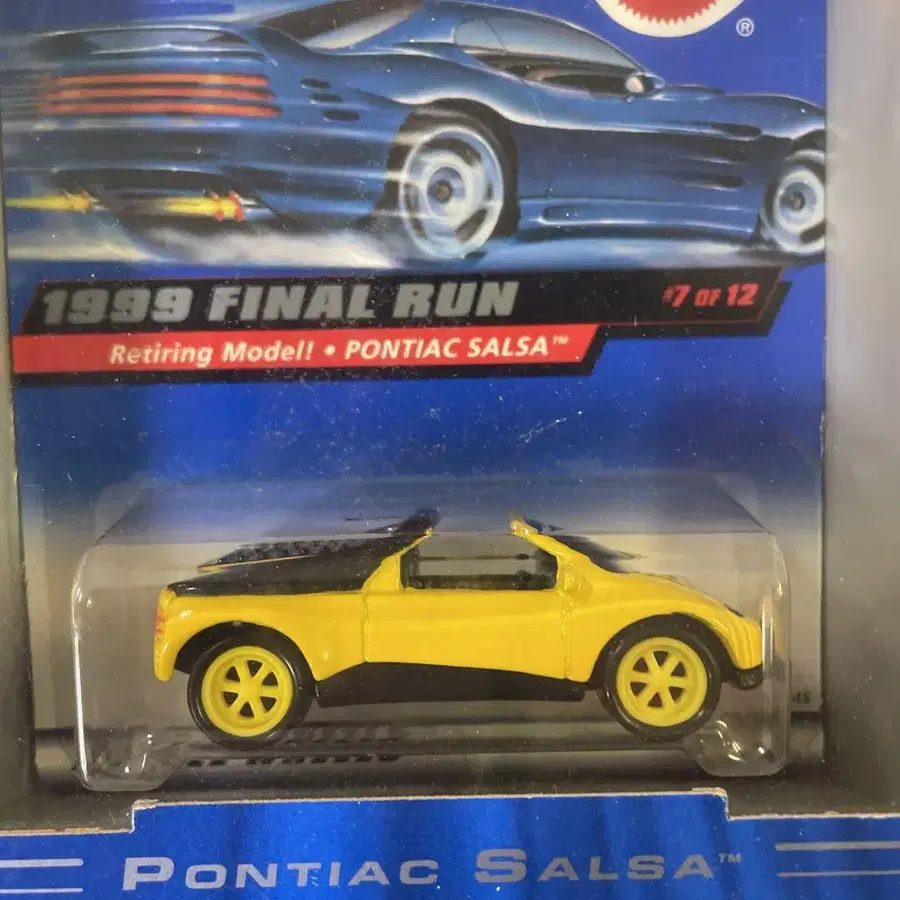 ®
1999 FINAL RUN
#7 OF 12
Retiring Model! • PONTIAC SALSA™
PONTIAC SALSA™